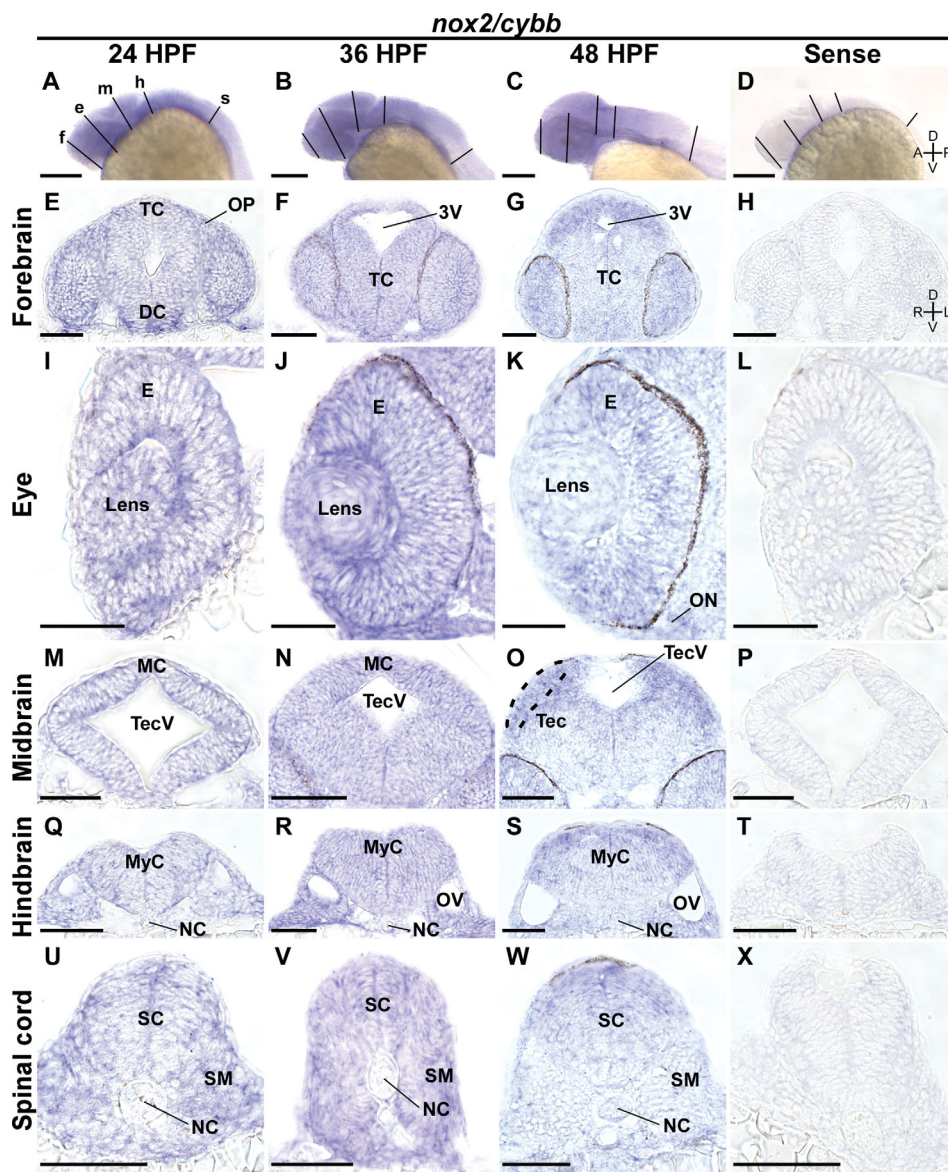 nox2/cybb
24 HPF 36 HPF 48 HPF Sense
A f e m h s
B
C
D
D
A P
V
Forebrain
E TC OP DC
F 3V TC
G 3V TC
H
D
R L
V
Eye
I E Lens
J E Lens
K E Lens ON
L
Midbrain
M MC TecV
N MC TecV
O TecV Tec
P
Hindbrain
Q MyC NC
R MyC OV NC
S MyC OV NC
T
Spinal cord
U SC SM NC
V SC SM NC
W SC SM NC
X